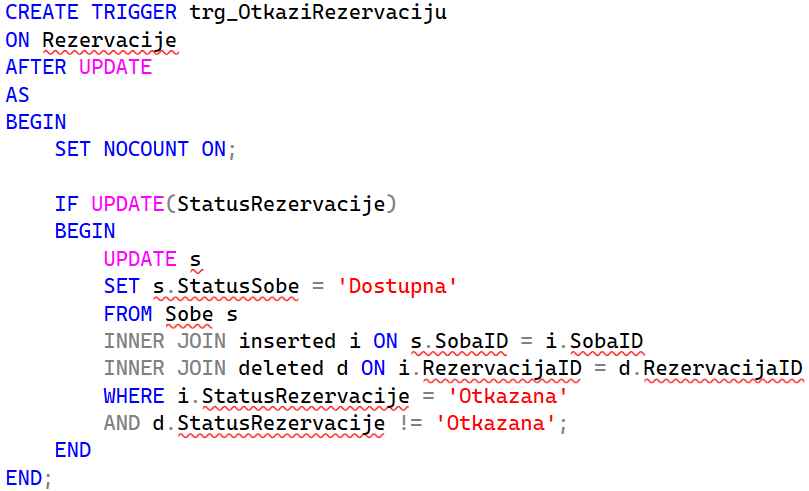 CREATE TRIGGER trg_OtkaziRezervaciju
ON Rezervacije
AFTER UPDATE
AS
BEGIN
    SET NOCOUNT ON;

    IF UPDATE(StatusRezervacije)
    BEGIN
        UPDATE s
        SET s.StatusSobe = 'Dostupna'
        FROM Sobe s
        INNER JOIN inserted i ON s.SobaID = i.SobaID
        INNER JOIN deleted d ON i.RezervacijaID = d.RezervacijaID
        WHERE i.StatusRezervacije = 'Otkazana'
        AND d.StatusRezervacije != 'Otkazana';
    END
END;